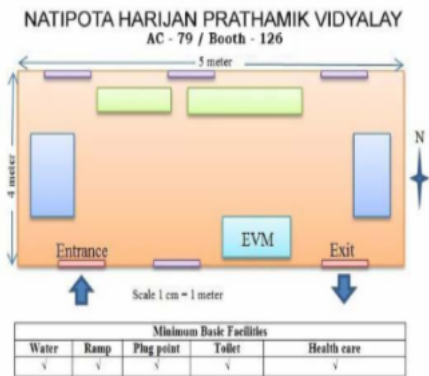 NATIPOTA HARIJAN PRATHAMIK VIDYALAY
AC - 79 / Booth - 126
5 meter
4 meter
N
EVM
Entrance
Exit
Scale 1 cm = 1 meter
Minimum Basic Facilities
Water Ramp Plug point Toilet Health care
√ √ √ √ √